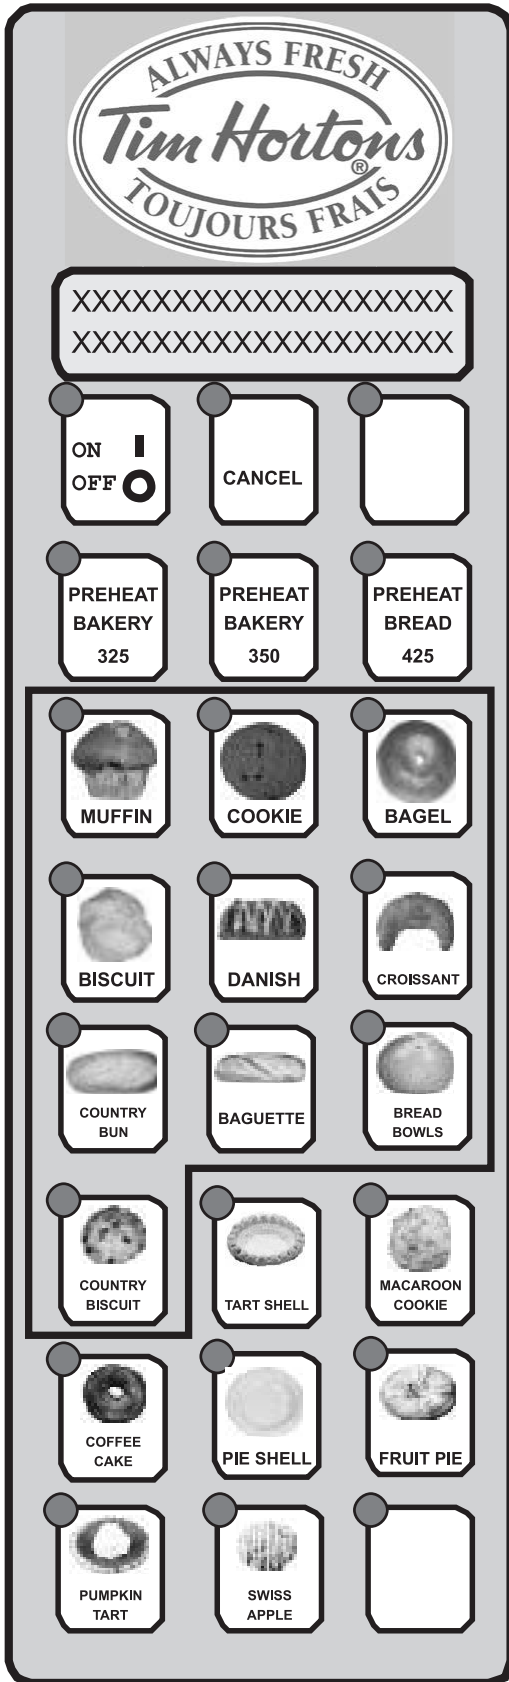 ALWAYS FRESH
Tim Hortons®
TOUJOURS FRAIS
XXXXXXXXXXXXXXXXXXX
XXXXXXXXXXXXXXXXXXX
ON I
OFF O
CANCEL
PREHEAT
BAKERY
325
PREHEAT
BAKERY
350
PREHEAT
BREAD
425
MUFFIN
COOKIE
BAGEL
BISCUIT
DANISH
CROISSANT
COUNTRY
BUN
BAGUETTE
BREAD
BOWLS
COUNTRY
BISCUIT
TART SHELL
MACAROON
COOKIE
COFFEE
CAKE
PIE SHELL
FRUIT PIE
PUMPKIN
TART
SWISS
APPLE